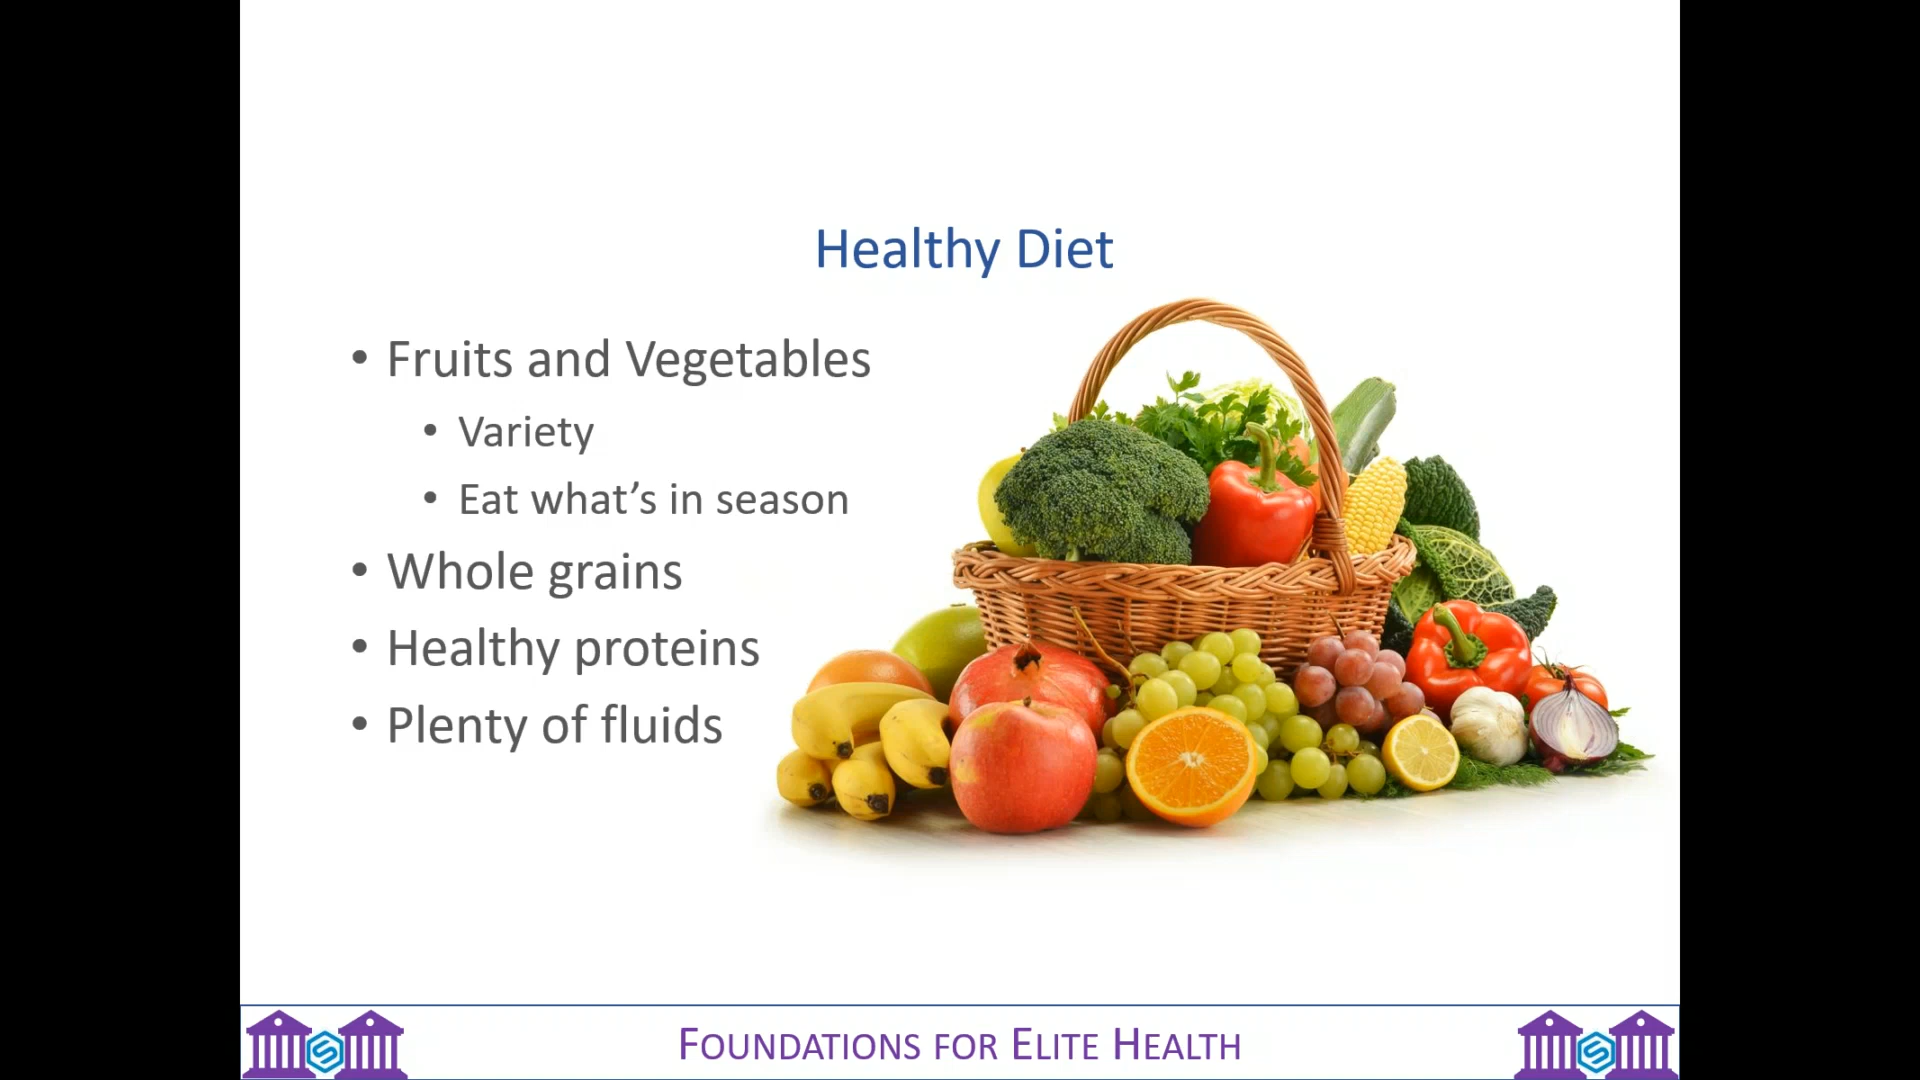 Healthy Diet
• Fruits and Vegetables
• Variety
• Eat what’s in season
• Whole grains
• Healthy proteins
• Plenty of fluids
S FOUNDATIONS FOR ELITE HEALTH S